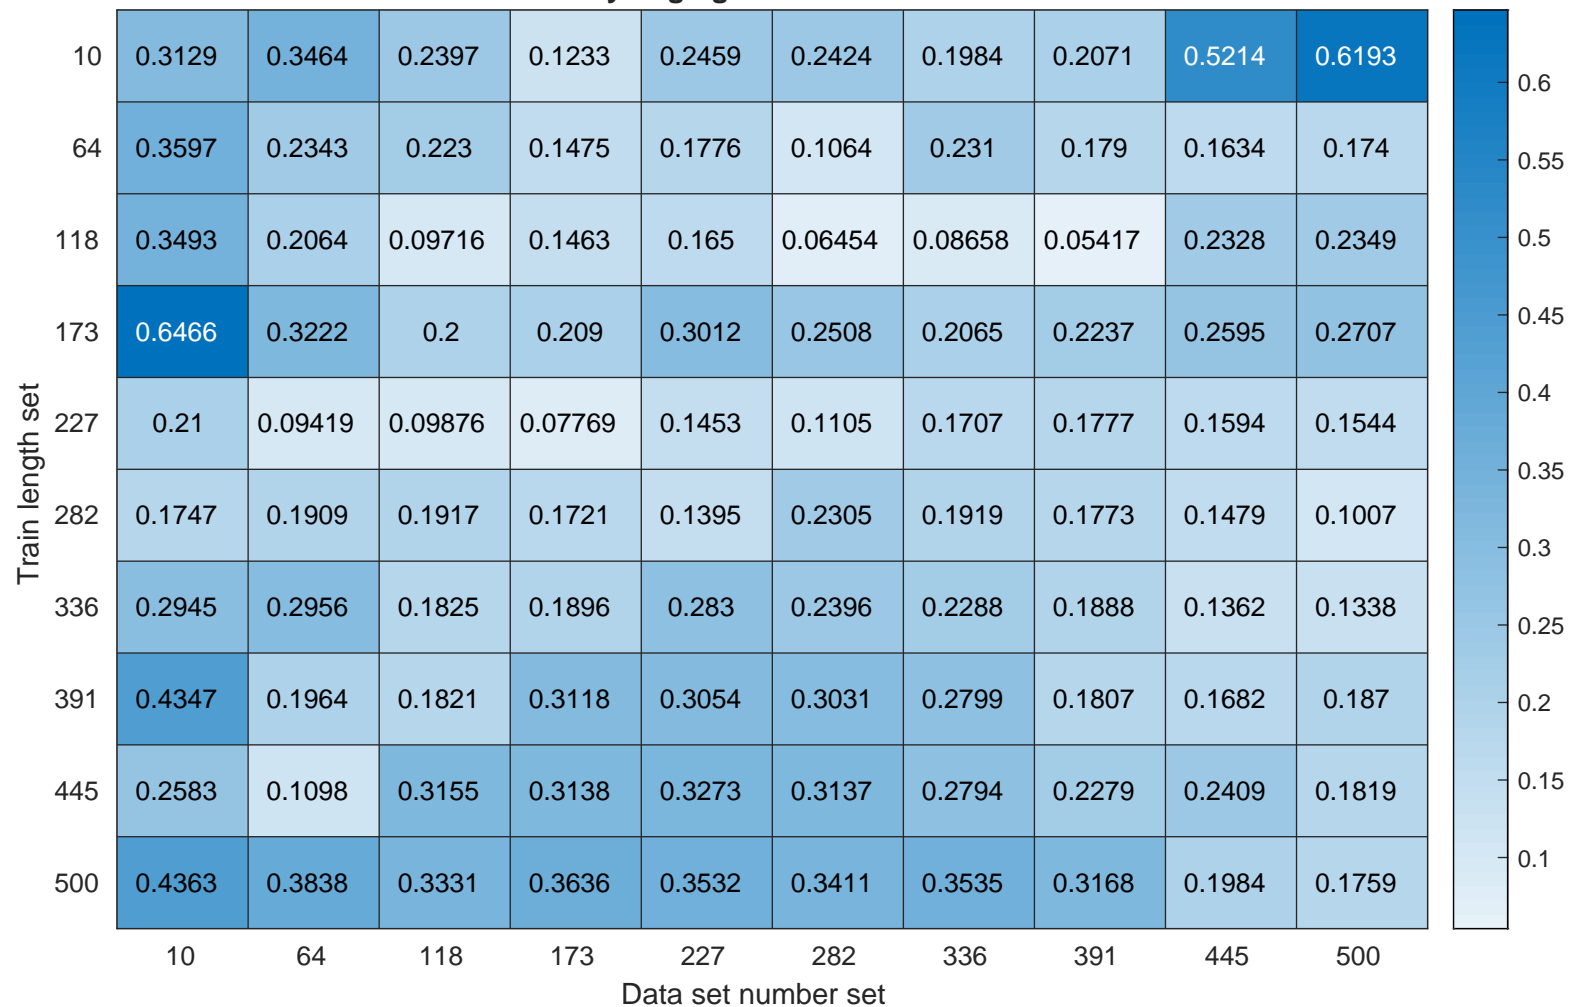 10 0.3129 0.3464 0.2397 0.1233 0.2459 0.2424 0.1984 0.2071 0.5214 0.6193
64 0.3597 0.2343 0.223 0.1475 0.1776 0.1064 0.231 0.179 0.1634 0.174
118 0.3493 0.2064 0.09716 0.1463 0.165 0.06454 0.08658 0.05417 0.2328 0.2349
173 0.6466 0.3222 0.2 0.209 0.3012 0.2508 0.2065 0.2237 0.2595 0.2707
227 0.21 0.09419 0.09876 0.07769 0.1453 0.1105 0.1707 0.1777 0.1594 0.1544
282 0.1747 0.1909 0.1917 0.1721 0.1395 0.2305 0.1919 0.1773 0.1479 0.1007
336 0.2945 0.2956 0.1825 0.1896 0.283 0.2396 0.2288 0.1888 0.1362 0.1338
391 0.4347 0.1964 0.1821 0.3118 0.3054 0.3031 0.2799 0.1807 0.1682 0.187
445 0.2583 0.1098 0.3155 0.3138 0.3273 0.3137 0.2794 0.2279 0.2409 0.1819
500 0.4363 0.3838 0.3331 0.3636 0.3532 0.3411 0.3535 0.3168 0.1984 0.1759
10 64 118 173 227 282 336 391 445 500
Data set number set
Train length set
0.6
0.55
0.5
0.45
0.4
0.35
0.3
0.25
0.2
0.15
0.1